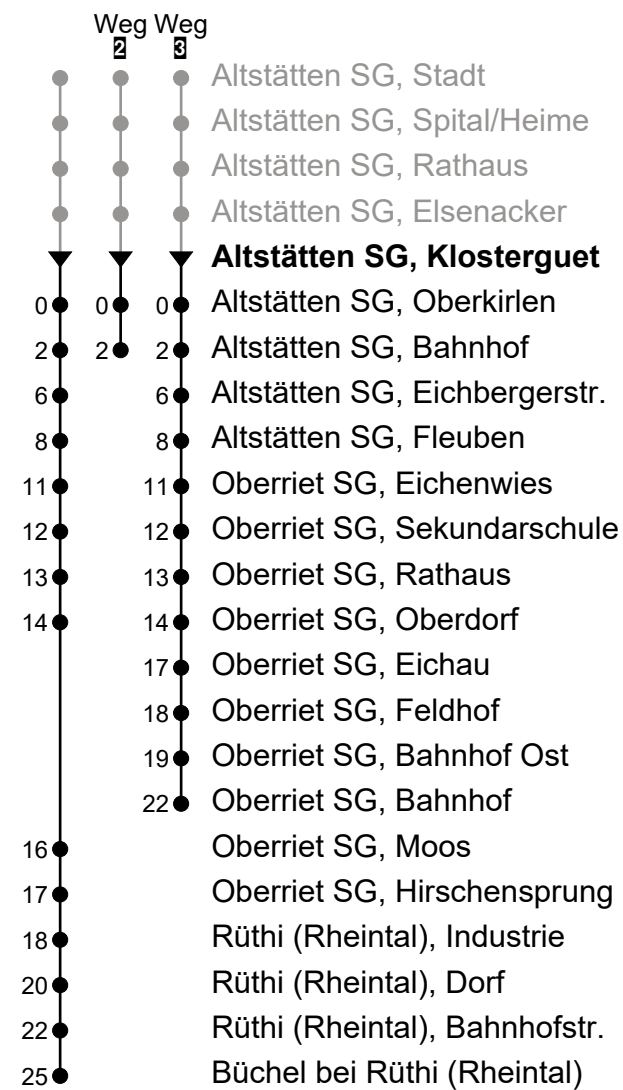 Weg Weg
2 3
Altstätten SG, Stadt
Altstätten SG, Spital/Heime
Altstätten SG, Rathaus
Altstätten SG, Elsenacker
Altstätten SG, Klosterguet
0 0 0 Altstätten SG, Oberkirlen
2 2 2 Altstätten SG, Bahnhof
6 6 Altstätten SG, Eichbergerstr.
8 8 Altstätten SG, Fleuben
11 11 Oberriet SG, Eichenwies
12 12 Oberriet SG, Sekundarschule
13 13 Oberriet SG, Rathaus
14 14 Oberriet SG, Oberdorf
17 Oberriet SG, Eichau
18 Oberriet SG, Feldhof
19 Oberriet SG, Bahnhof Ost
22 Oberriet SG, Bahnhof
16 Oberriet SG, Moos
17 Oberriet SG, Hirschensprung
18 Rüthi (Rheintal), Industrie
20 Rüthi (Rheintal), Dorf
22 Rüthi (Rheintal), Bahnhofstr.
25 Büchel bei Rüthi (Rheintal)